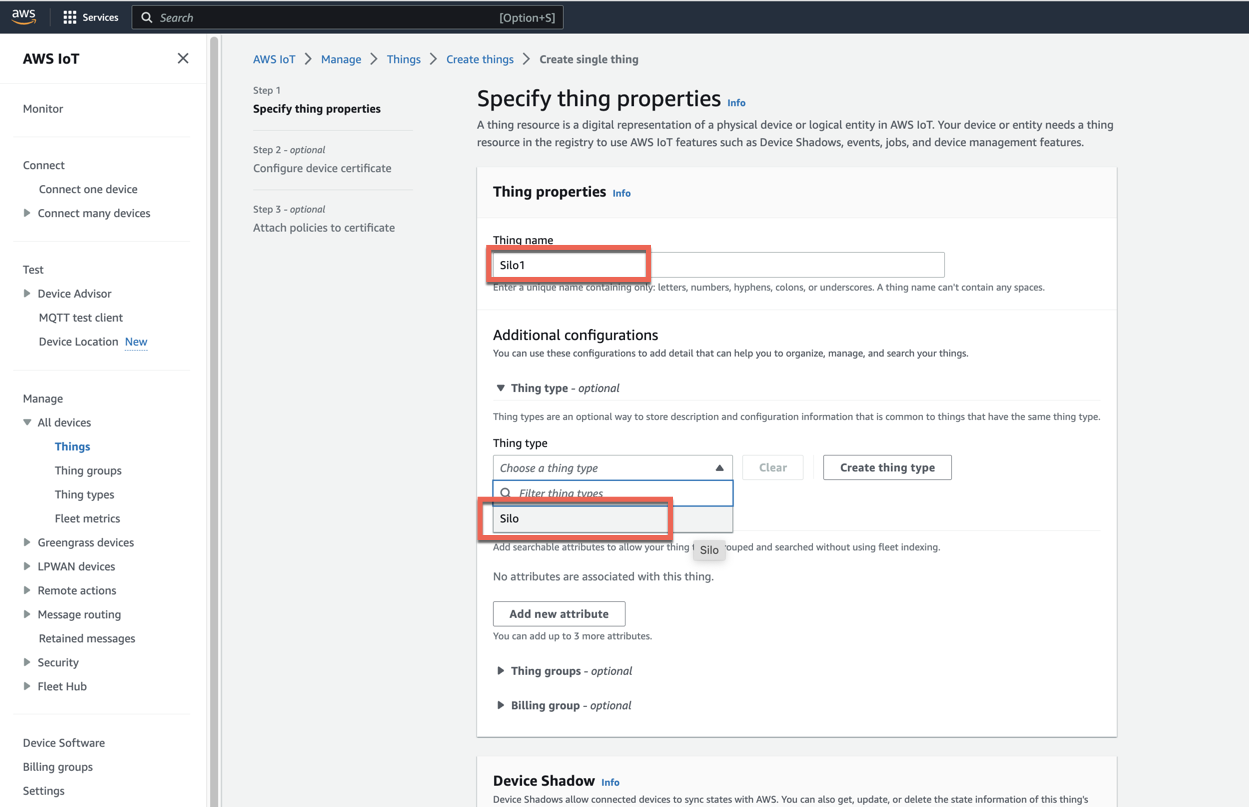 aws
Services
Search
[Option+S]
AWS IoT
Monitor
Connect
Connect one device
Connect many devices
Test
Device Advisor
MQTT test client
Device Location New
Manage
All devices
Things
Thing groups
Thing types
Fleet metrics
Greengrass devices
LPWAN devices
Remote actions
Message routing
Retained messages
Security
Fleet Hub
Device Software
Billing groups
Settings
AWS IoT > Manage > Things > Create things > Create single thing
Step 1
Specify thing properties
Step 2 - optional
Configure device certificate
Step 3 - optional
Attach policies to certificate
Specify thing properties Info
A thing resource is a digital representation of a physical device or logical entity in AWS IoT. Your device or entity needs a thing
resource in the registry to use AWS IoT features such as Device Shadows, events, jobs, and device management features.
Thing properties Info
Thing name
Silo1
Enter a unique name containing only: letters, numbers, hyphens, colons, or underscores. A thing name can't contain any spaces.
Additional configurations
You can use these configurations to add detail that can help you to organize, manage, and search your things.
Thing type - optional
Thing types are an optional way to store description and configuration information that is common to things that have the same thing type.
Thing type
Choose a thing type
Clear
Create thing type
Filter thing types
Silo
Add searchable attributes to allow your thing t
Silo
rouped and searched without using fleet indexing.
No attributes are associated with this thing.
Add new attribute
You can add up to 3 more attributes.
Thing groups - optional
Billing group - optional
Device Shadow Info
Device Shadows allow connected devices to sync states with AWS. You can also get, update, or delete the state information of this thing's